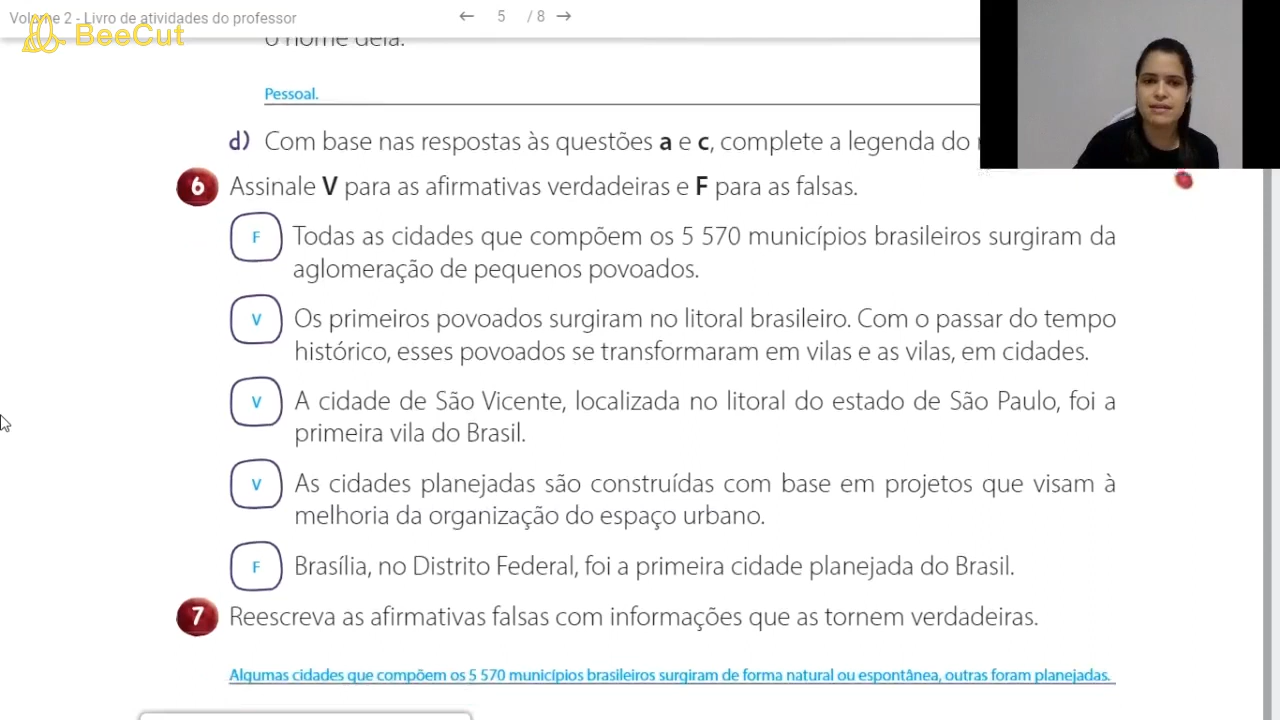 Volume 2 - Livro de atividades do professor
5 / 8
BeeCut
o nome dela.
Pessoal.
d) Com base nas respostas às questões a e c, complete a legenda do
6 Assinale V para as afirmativas verdadeiras e F para as falsas.
F Todas as cidades que compõem os 5 570 municípios brasileiros surgiram da
aglomeração de pequenos povoados.
V Os primeiros povoados surgiram no litoral brasileiro. Com o passar do tempo
histórico, esses povoados se transformaram em vilas e as vilas, em cidades.
V A cidade de São Vicente, localizada no litoral do estado de São Paulo, foi a
primeira vila do Brasil.
V As cidades planejadas são construídas com base em projetos que visam à
melhoria da organização do espaço urbano.
F Brasília, no Distrito Federal, foi a primeira cidade planejada do Brasil.
7 Reescreva as afirmativas falsas com informações que as tornem verdadeiras.
Algumas cidades que compõem os 5 570 municípios brasileiros surgiram de forma natural ou espontânea, outras foram planejadas.